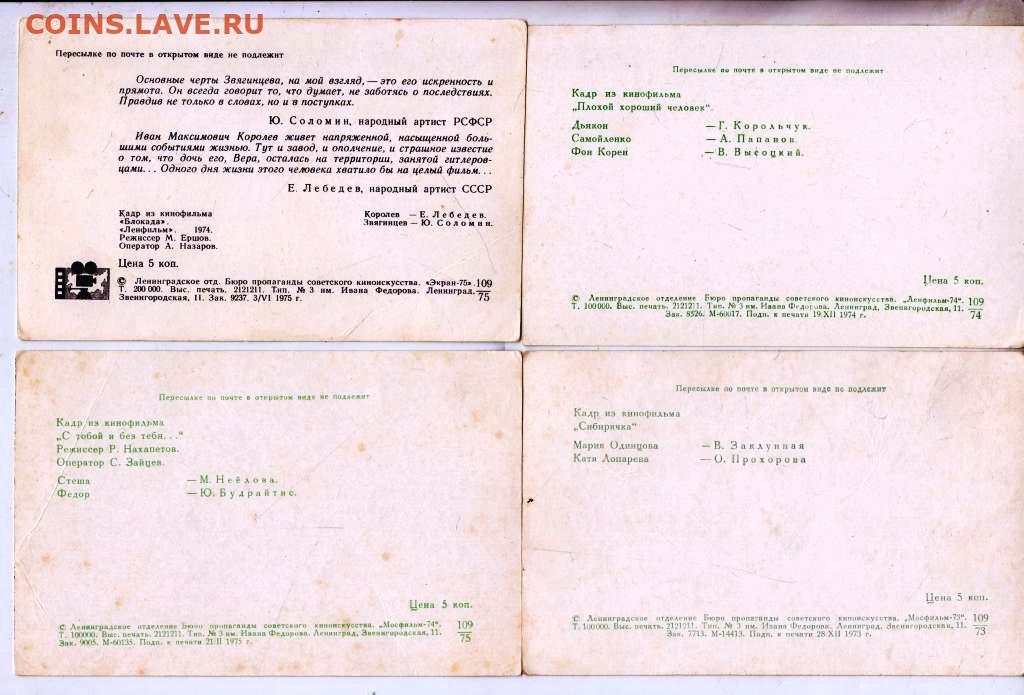 COINS.LAVE.RU
Пересылке по почте в открытом виде не подлежит
Основные черты Звягинцева, на мой взгляд, — это его искренность и
прямота. Он всегда говорит то, что думает, не заботясь о последствиях.
Правдив не только в словах, но и в поступках.
Ю. Соломин, народный артист РСФСР
Иван Максимович Королев живет напряженной, насыщенной боль-
шими событиями жизнью. Тут и завод, и ополчение, и страшное известие
о том, что дочь его, Вера, осталась на территории, занятой гитлеров-
цами... Одного дня жизни этого человека хватило бы на целый фильм...
Е. Лебедев, народный артист СССР
Кадр из кинофильма
«Блокада».
«Ленфильм». 1974.
Режиссер М. Ершов.
Оператор А. Назаров.
Королев — Е. Лебедев.
Звягинцев — Ю. Соломин.
Цена 5 коп.
© Ленинградское отд. Бюро пропаганды советского киноискусства. «Экран-75». 109
Т. 200 000. Выс. печать. 2121211. Тип. № 3 им. Ивана Федорова. Ленинград,
Звенигородская, 11. Зак. 9237. 3/VI 1975 г. 75
Пересылке по почте в открытом виде не подлежит
Кадр из кинофильма
„Плохой хороший человек“.
Дьякон — Г. Корольчук.
Самойленко — А. Папанов.
Фон Корен — В. Высоцкий.
Цена 5 коп.
© Ленинградское отделение Бюро пропаганды советского киноискусства. „Ленфильм-74“. 109
Т. 100000. Выс. печать. 2121211. Тип. № 3 им. Ивана Федорова. Ленинград, Звенигородская, 11.
Зак. 8526. М-60017. Подп. к печати 19/XII 1974 г. 74
Пересылке по почте в открытом виде не подлежит
Кадр из кинофильма
„С тобой и без тебя...“
Режиссер Р. Нахапетов.
Оператор С. Зайцев.
Стеша — М. Неёлова.
Федор — Ю. Будрайтис.
Цена 5 коп.
© Ленинградское отделение Бюро пропаганды советского киноискусства. „Мосфильм-74“. 109
Т. 100000. Выс. печать. 2121211. Тип. № 3 им. Ивана Федорова. Ленинград, Звенигородская, 11.
Зак. 9005. М-60135. Подп. к печати 21/II 1975 г. 75
Пересылке по почте в открытом виде не подлежит
Кадр из кинофильма
„Сибирячка“
Мария Одинцова — В. Заклунная
Катя Лопарева — О. Прохорова
Цена 5 коп.
© Ленинградское отделение Бюро пропаганды советского киноискусства. „Мосфильм-73“. 109
Т. 100000. Выс. печать. 2121211. Тип. № 3 им. Ивана Федорова. Ленинград, Звенигородская, 11.
Зак. 7713. М-14413. Подп. к печати 28/XII 1973 г. 73